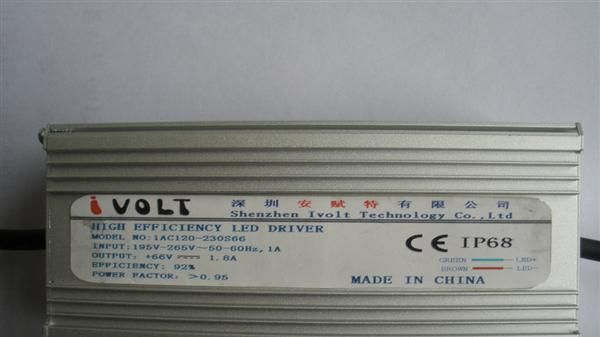 i VOLT
深圳安赋特有限公司
Shenzhen Ivolt Technology Co.,Ltd
HIGH EFFICIENCY LED DRIVER
MODEL NO:iAC120-230S66
INPUT:195V-265V~50-60Hz,1A
OUTPUT: +66V 1.8A
EFFICIENCY: 92%
POWER FACTOR: >0.95
CE IP68
GREEN LED+
BROWN LED-
MADE IN CHINA